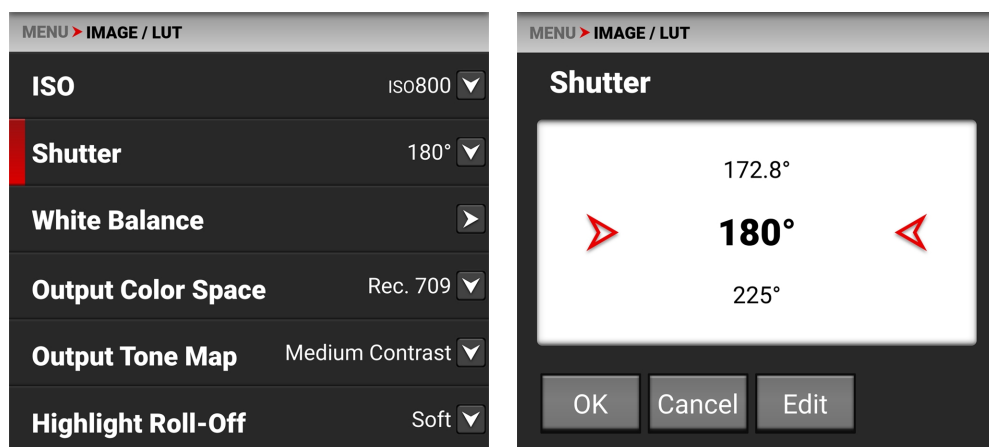 MENU IMAGE / LUT
ISO ISO800
Shutter 180°
White Balance
Output Color Space Rec. 709
Output Tone Map Medium Contrast
Highlight Roll-Off Soft
MENU IMAGE / LUT
Shutter
172.8°
180°
225°
OK Cancel Edit